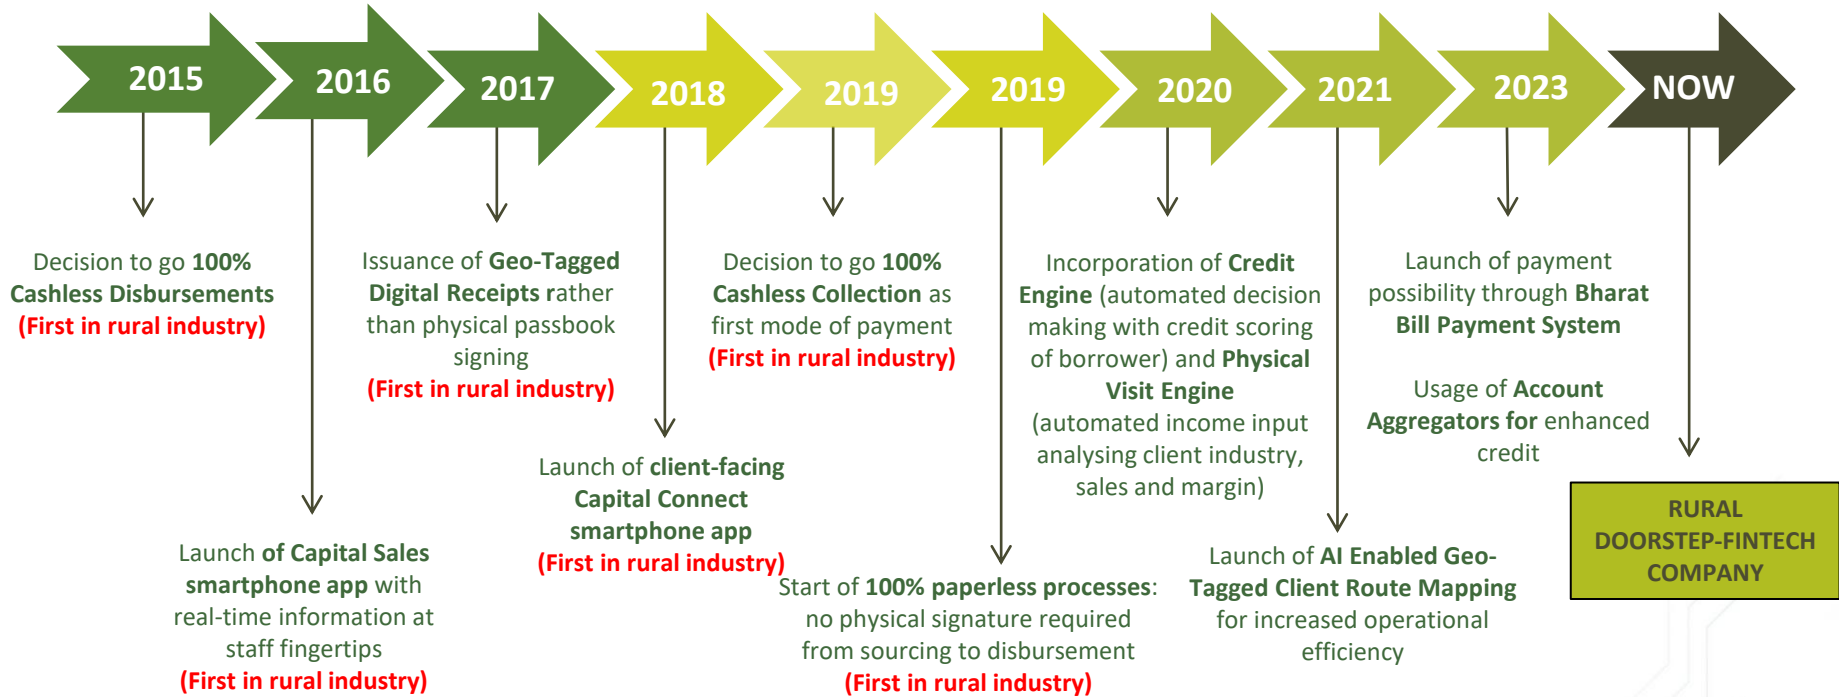 2015
2016
2017
2018
2019
2019
2020
2021
2023
NOW
Decision to go 100%
Cashless Disbursements
(First in rural industry)
Launch of Capital Sales
smartphone app with
real-time information at
staff fingertips
(First in rural industry)
Issuance of Geo-Tagged
Digital Receipts rather
than physical passbook
signing
(First in rural industry)
Launch of client-facing
Capital Connect
smartphone app
(First in rural industry)
Decision to go 100%
Cashless Collection as
first mode of payment
(First in rural industry)
Start of 100% paperless processes:
no physical signature required
from sourcing to disbursement
(First in rural industry)
Incorporation of Credit
Engine (automated decision
making with credit scoring
of borrower) and Physical
Visit Engine
(automated income input
analysing client industry,
sales and margin)
Launch of AI Enabled Geo-
Tagged Client Route Mapping
for increased operational
efficiency
Launch of payment
possibility through Bharat
Bill Payment System
Usage of Account
Aggregators for enhanced
credit
RURAL
DOORSTEP-FINTECH
COMPANY